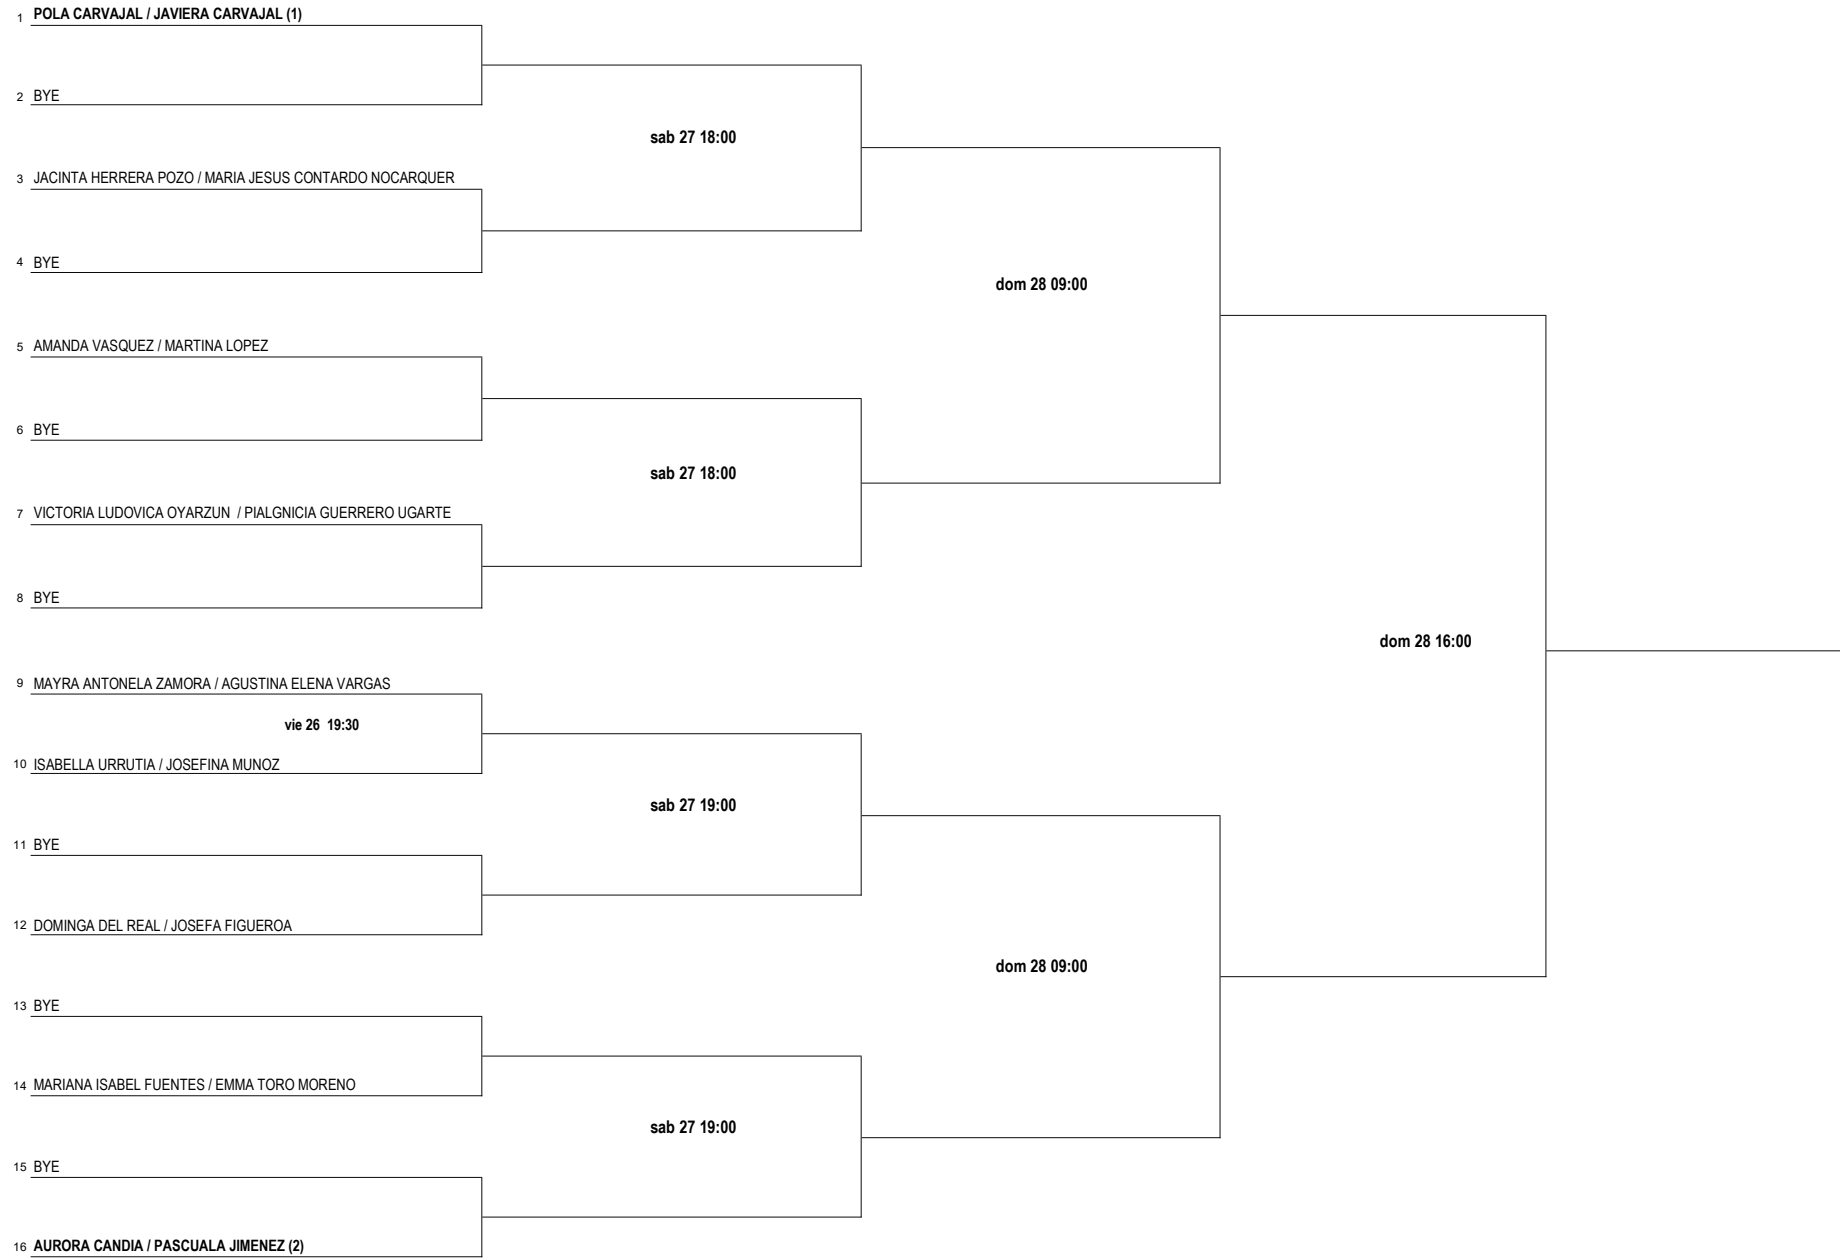 1 POLA CARVAJAL / JAVIERA CARVAJAL (1)
2 BYE
sab 27 18:00
3 JACINTA HERRERA POZO / MARIA JESUS CONTARDO NOCARQUER
4 BYE
dom 28 09:00
5 AMANDA VASQUEZ / MARTINA LOPEZ
6 BYE
sab 27 18:00
7 VICTORIA LUDOVICA OYARZUN / PIALGNICIA GUERRERO UGARTE
8 BYE
dom 28 16:00
9 MAYRA ANTONELA ZAMORA / AGUSTINA ELENA VARGAS
vie 26 19:30
10 ISABELLA URRUTIA / JOSEFINA MUNOZ
sab 27 19:00
11 BYE
12 DOMINGA DEL REAL / JOSEFA FIGUEROA
dom 28 09:00
13 BYE
14 MARIANA ISABEL FUENTES / EMMA TORO MORENO
sab 27 19:00
15 BYE
16 AURORA CANDIA / PASCUALA JIMENEZ (2)